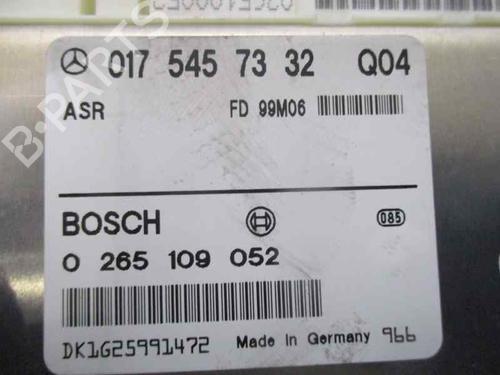 017 545 73 32 Q04
ASR FD 99M06
BOSCH
085
0 265 109 052
DK1G25991472 Made in Germany 966
B-PARTS